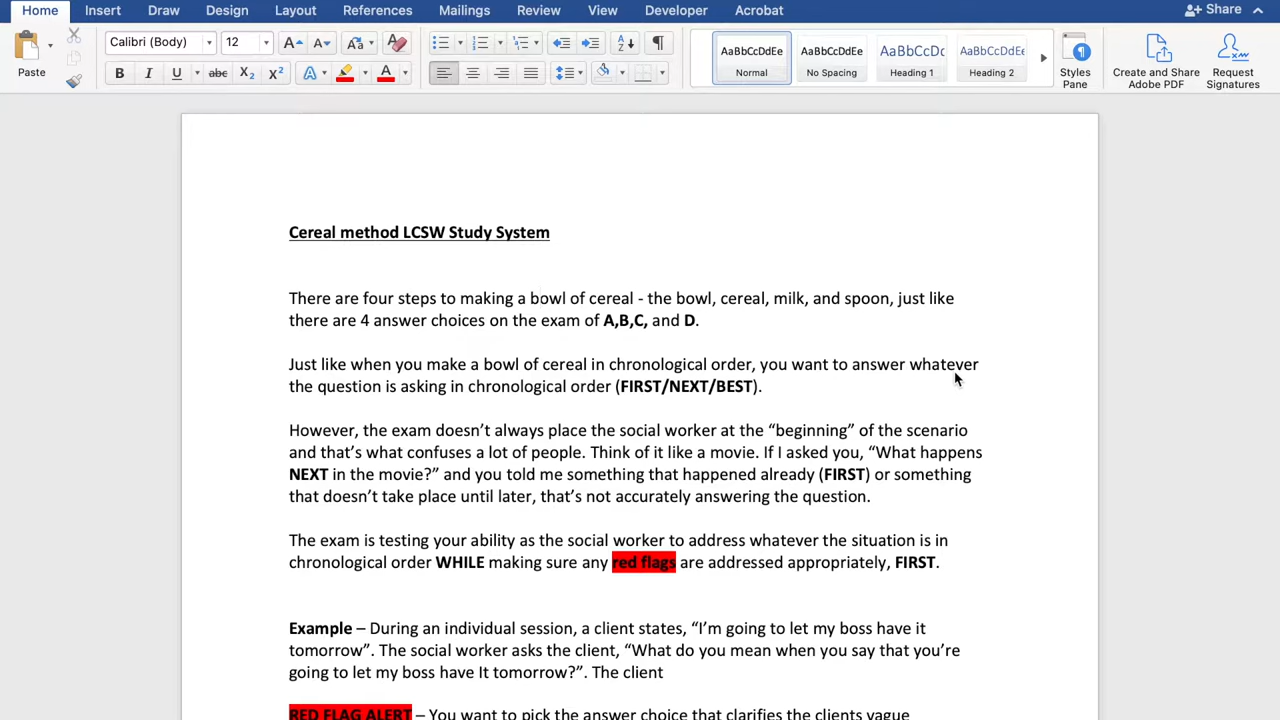 Home Insert Draw Design Layout References Mailings Review View Developer Acrobat Share
Calibri (Body) 12 Aa A
Paste B I U abc X2 X2 A A AaBbCcDdEe AaBbCcDdEe AaBbCcDc AaBbCcDdEe
Normal No Spacing Heading 1 Heading 2 Styles Pane Create and Share Adobe PDF Request Signatures
Cereal method LCSW Study System
There are four steps to making a bowl of cereal - the bowl, cereal, milk, and spoon, just like
there are 4 answer choices on the exam of A,B,C, and D.
Just like when you make a bowl of cereal in chronological order, you want to answer whatever
the question is asking in chronological order (FIRST/NEXT/BEST).
However, the exam doesn’t always place the social worker at the “beginning” of the scenario
and that’s what confuses a lot of people. Think of it like a movie. If I asked you, “What happens
NEXT in the movie?” and you told me something that happened already (FIRST) or something
that doesn’t take place until later, that’s not accurately answering the question.
The exam is testing your ability as the social worker to address whatever the situation is in
chronological order WHILE making sure any red flags are addressed appropriately, FIRST.
Example – During an individual session, a client states, “I’m going to let my boss have it
tomorrow”. The social worker asks the client, “What do you mean when you say that you’re
going to let my boss have It tomorrow?”. The client
RED FLAG ALERT – You want to pick the answer choice that clarifies the clients vague